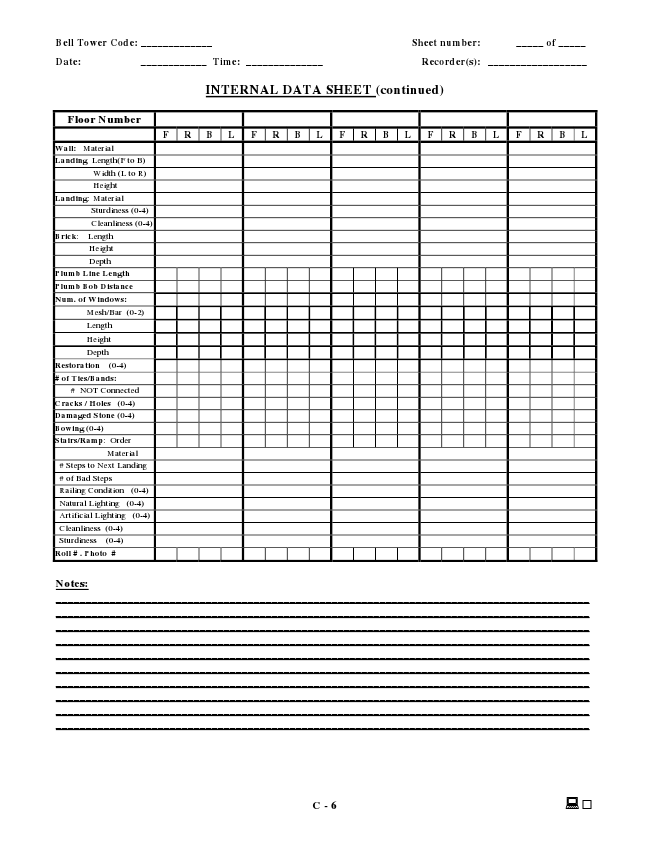 Bell Tower Code: _____________ Sheet number: _____ of _____
Date: ____________ Time: ______________ Recorder(s): __________________
INTERNAL DATA SHEET (continued)
Floor Number
F R B L F R B L F R B L F R B L F R B L
Wall: Material
Landing: Length(F to B)
Width (L to R)
Height
Landing: Material
Sturdiness (0-4)
Cleanliness (0-4)
Brick: Length
Height
Depth
Plumb Line Length
Plumb Bob Distance
Num. of Windows:
Mesh/Bar (0-2)
Length
Height
Depth
Restoration (0-4)
# of Ties/Bands:
# NOT Connected
Cracks / Holes (0-4)
Damaged Stone (0-4)
Bowing (0-4)
Stairs/Ramp: Order
Material
# Steps to Next Landing
# of Bad Steps
Railing Condition (0-4)
Natural Lighting (0-4)
Artificial Lighting (0-4)
Cleanliness (0-4)
Sturdiness (0-4)
Roll # . Photo #
Notes:
C - 6